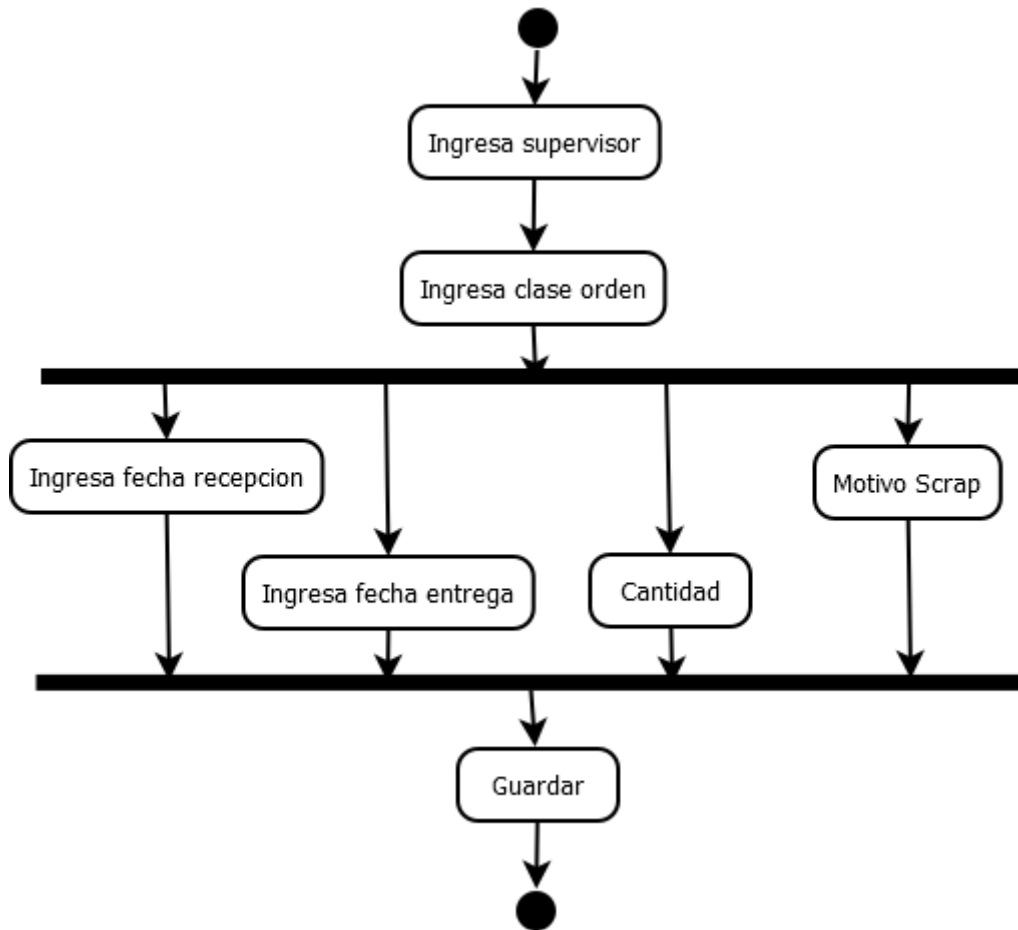 Ingresa supervisor
Ingresa clase orden
Ingresa fecha recepcion
Motivo Scrap
Ingresa fecha entrega
Cantidad
Guardar